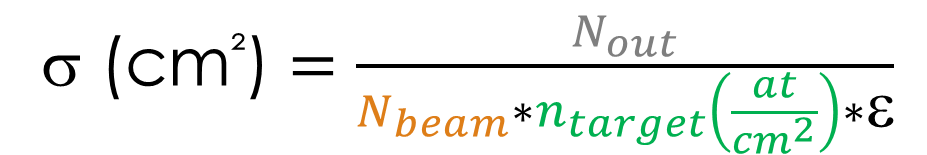 σ (cm²) = N_out / N_beam*n_target(at/cm²)*ε